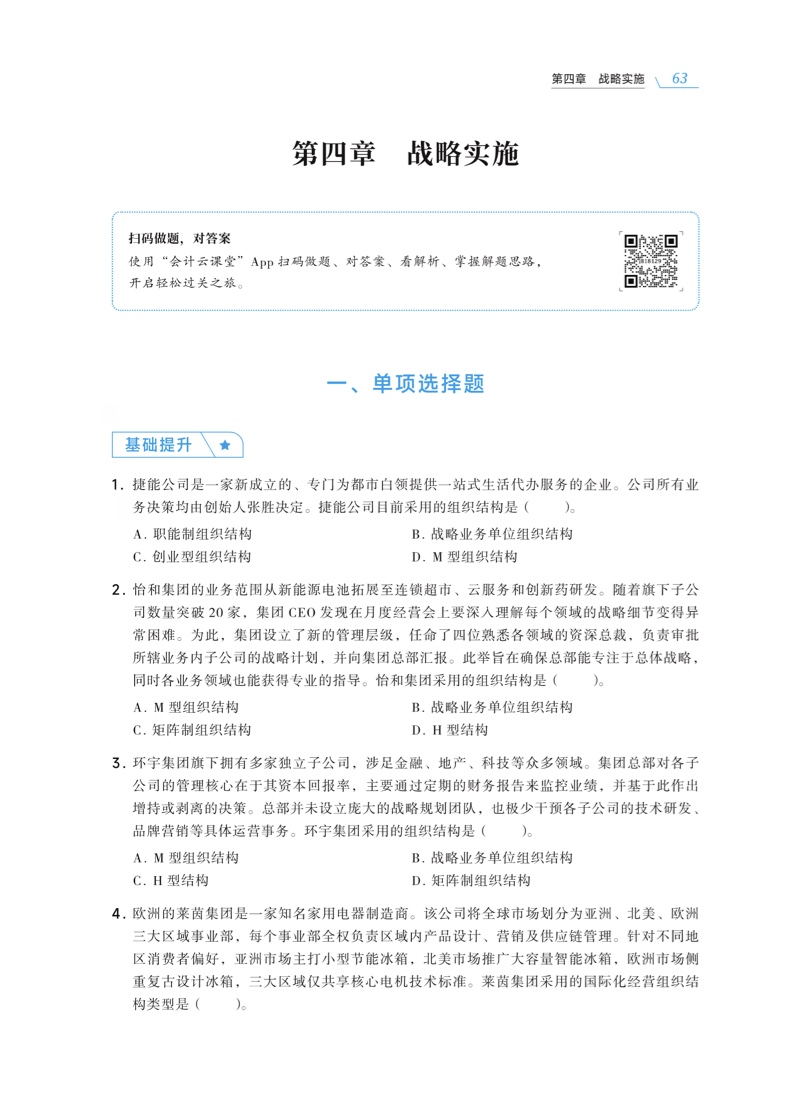 第四章 战略实施 63
第四章 战略实施
扫码做题，对答案
使用“会计云课堂”App 扫码做题、对答案、看解析、掌握解题思路，
开启轻松过关之旅。
一、单项选择题
基础提升
1. 捷能公司是一家新成立的、专门为都市白领提供一站式生活代办服务的企业。公司所有业
务决策均由创始人张胜决定。捷能公司目前采用的组织结构是（　　）。
A. 职能制组织结构 B. 战略业务单位组织结构
C. 创业型组织结构 D. M 型组织结构
2. 怡和集团的业务范围从新能源电池拓展至连锁超市、云服务和创新药研发。随着旗下子公
司数量突破 20 家，集团 CEO 发现在月度经营会上要深入理解每个领域的战略细节变得异
常困难。为此，集团设立了新的管理层级，任命了四位熟悉各领域的资深总裁，负责审批
所辖业务内子公司的战略计划，并向集团总部汇报。此举旨在确保总部能专注于总体战略，
同时各业务领域也能获得专业的指导。怡和集团采用的组织结构是（　　）。
A. M 型组织结构 B. 战略业务单位组织结构
C. 矩阵制组织结构 D. H 型结构
3. 环宇集团旗下拥有多家独立子公司，涉足金融、地产、科技等众多领域。集团总部对各子
公司的管理核心在于其资本回报率，主要通过定期的财务报告来监控业绩，并基于此作出
增持或剥离的决策。总部并未设立庞大的战略规划团队，也极少干预各子公司的技术研发、
品牌营销等具体运营事务。环宇集团采用的组织结构是（　　）。
A. M 型组织结构 B. 战略业务单位组织结构
C. H 型结构 D. 矩阵制组织结构
4. 欧洲的莱茵集团是一家知名家用电器制造商。该公司将全球市场划分为亚洲、北美、欧洲
三大区域事业部，每个事业部全权负责区域内产品设计、营销及供应链管理。针对不同地
区消费者偏好，亚洲市场主打小型节能冰箱，北美市场推广大容量智能冰箱，欧洲市场侧
重复古设计冰箱，三大区域仅共享核心电机技术标准。莱茵集团采用的国际化经营组织结
构类型是（　　）。